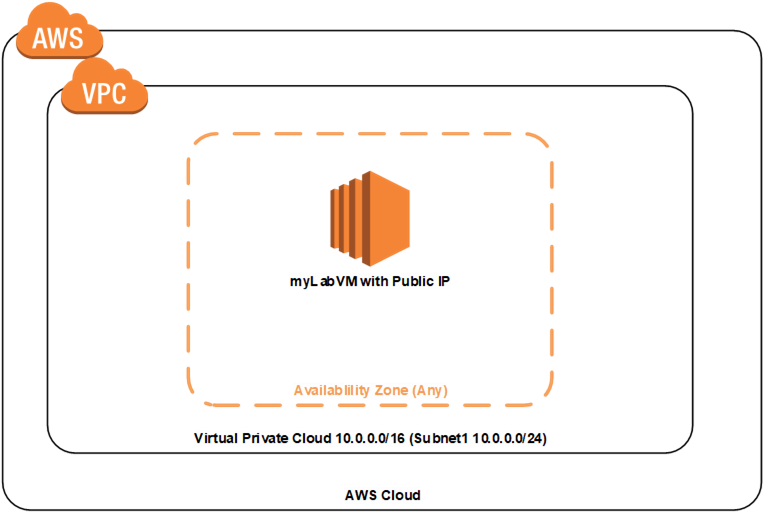 AWS
VPC
myLabVM with Public IP
Availablility Zone (Any)
Virtual Private Cloud 10.0.0.0/16 (Subnet1 10.0.0.0/24)
AWS Cloud